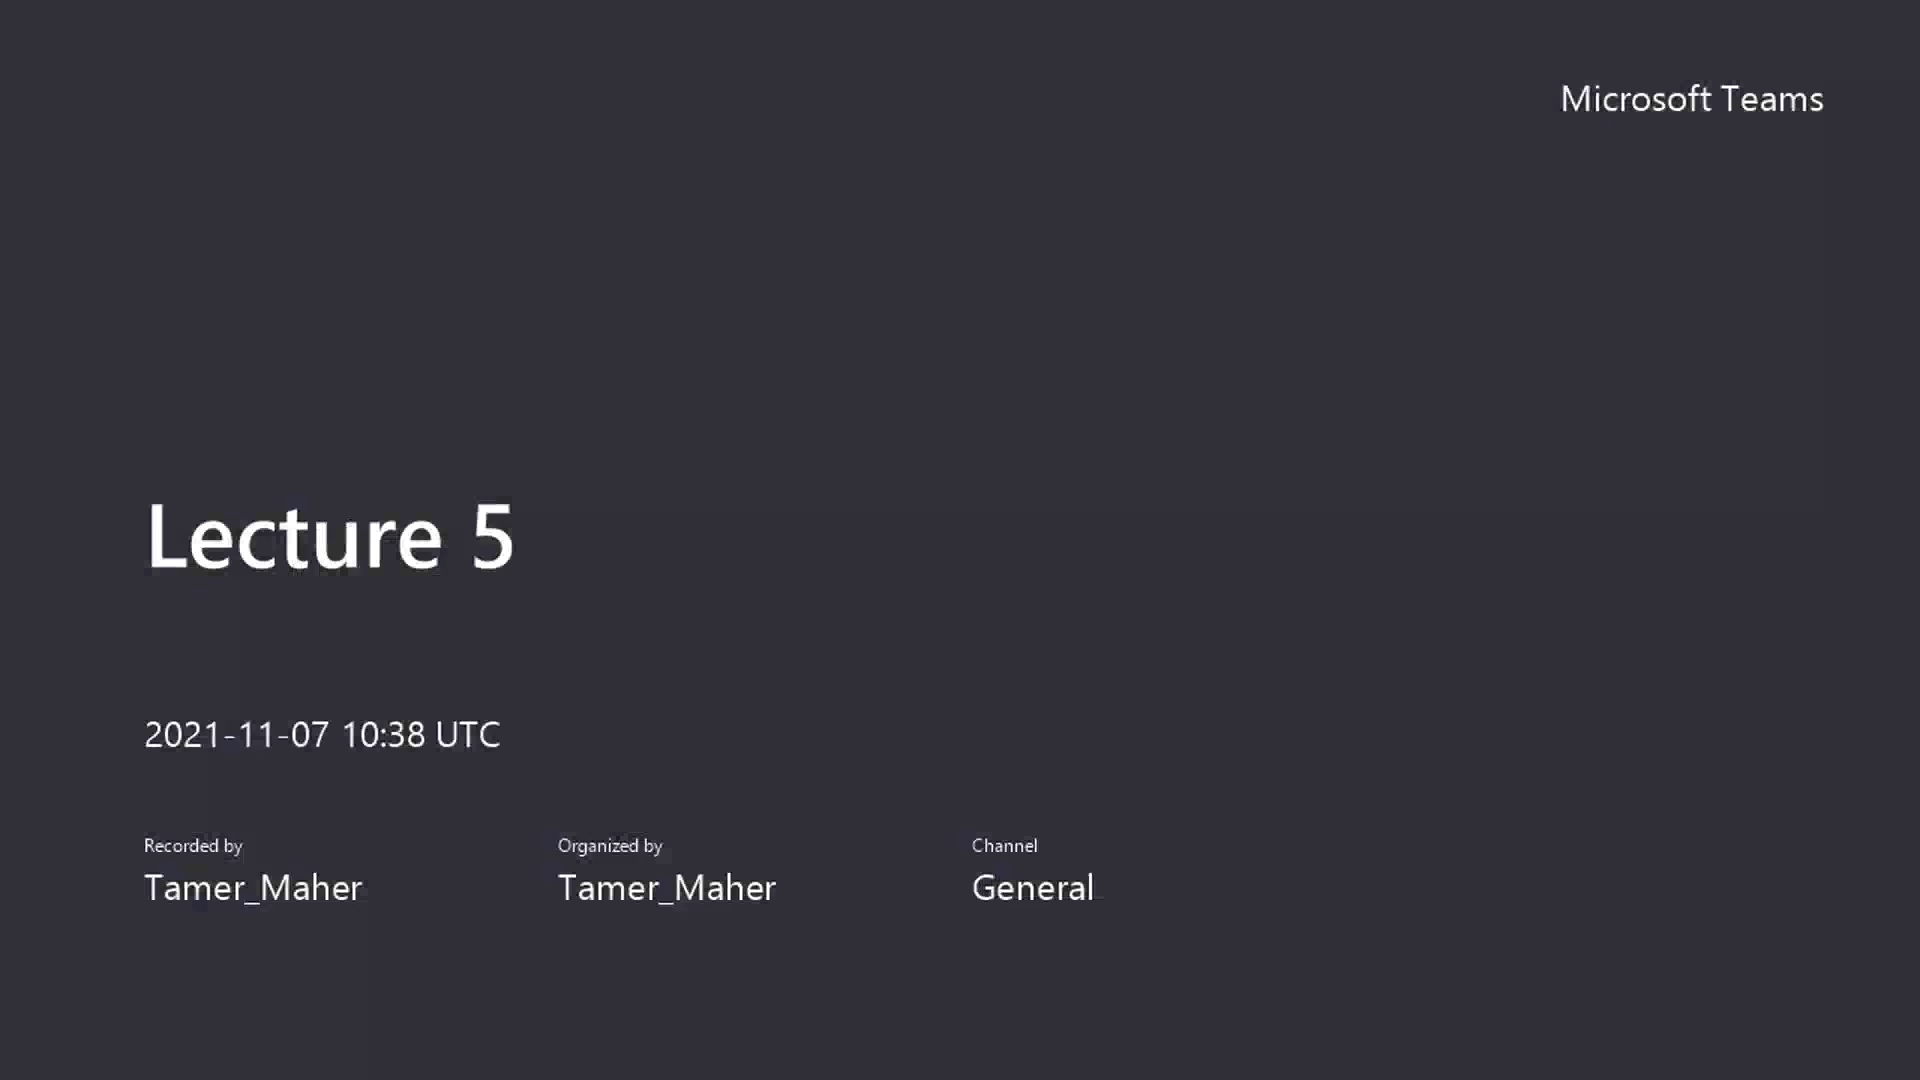 Microsoft Teams
Lecture 5
2021-11-07 10:38 UTC
Recorded by
Tamer_Maher
Organized by
Tamer_Maher
Channel
General